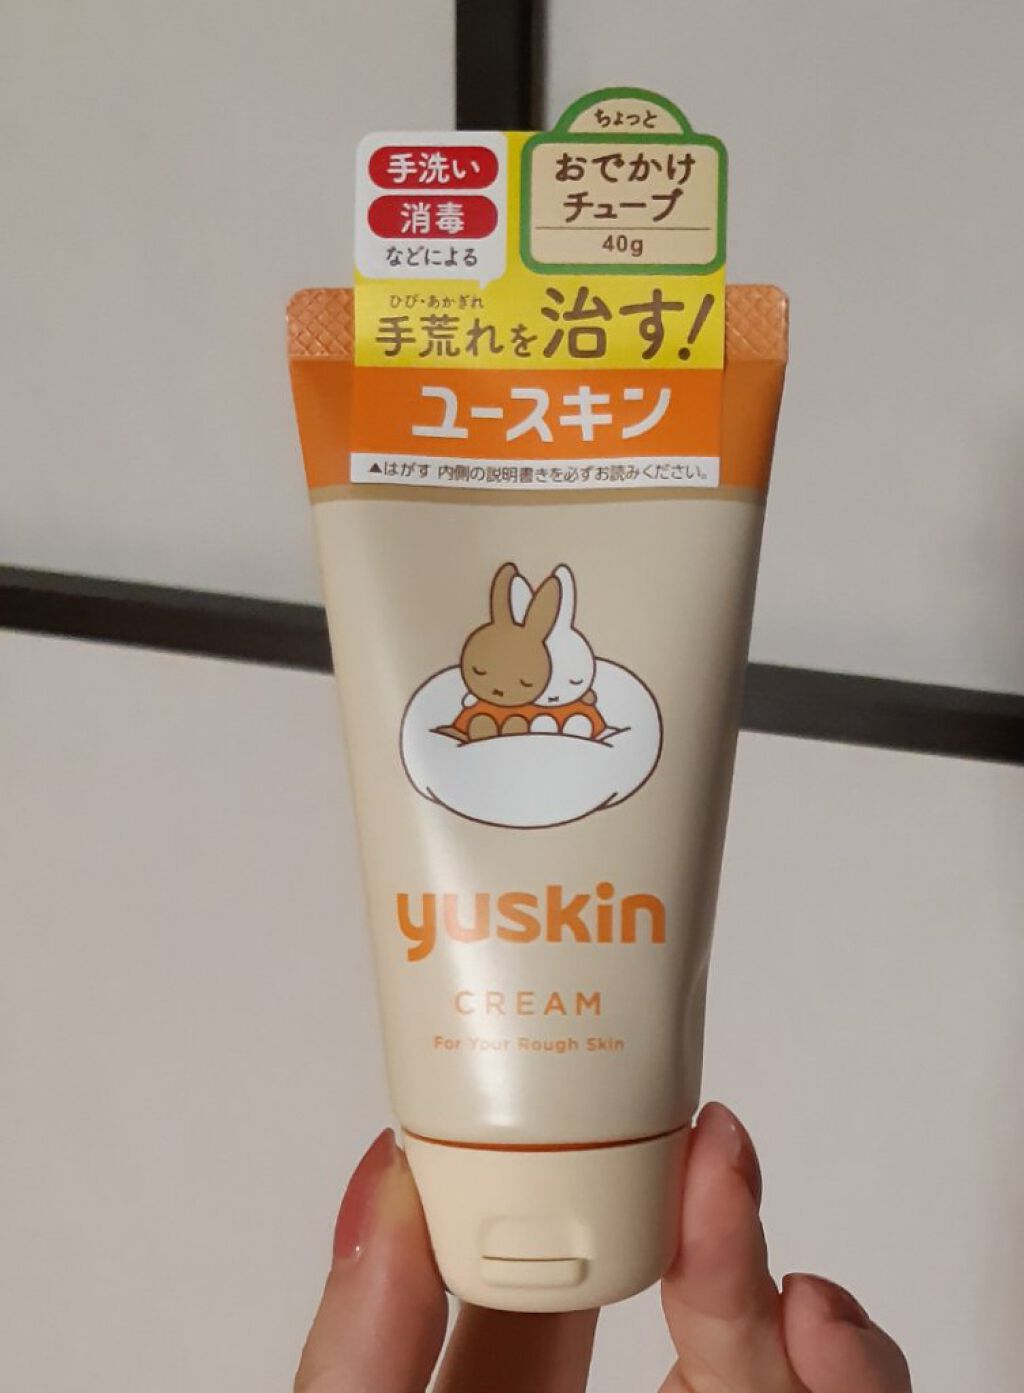 ちょっと
おでかけ
チューブ
40g
手洗い
消毒
などによる
ひび・あかぎれ
手荒れを治す!
ユースキン
▲はがす 内側の説明書きを必ずお読みください。
yuskin
CREAM
For Your Rough Skin